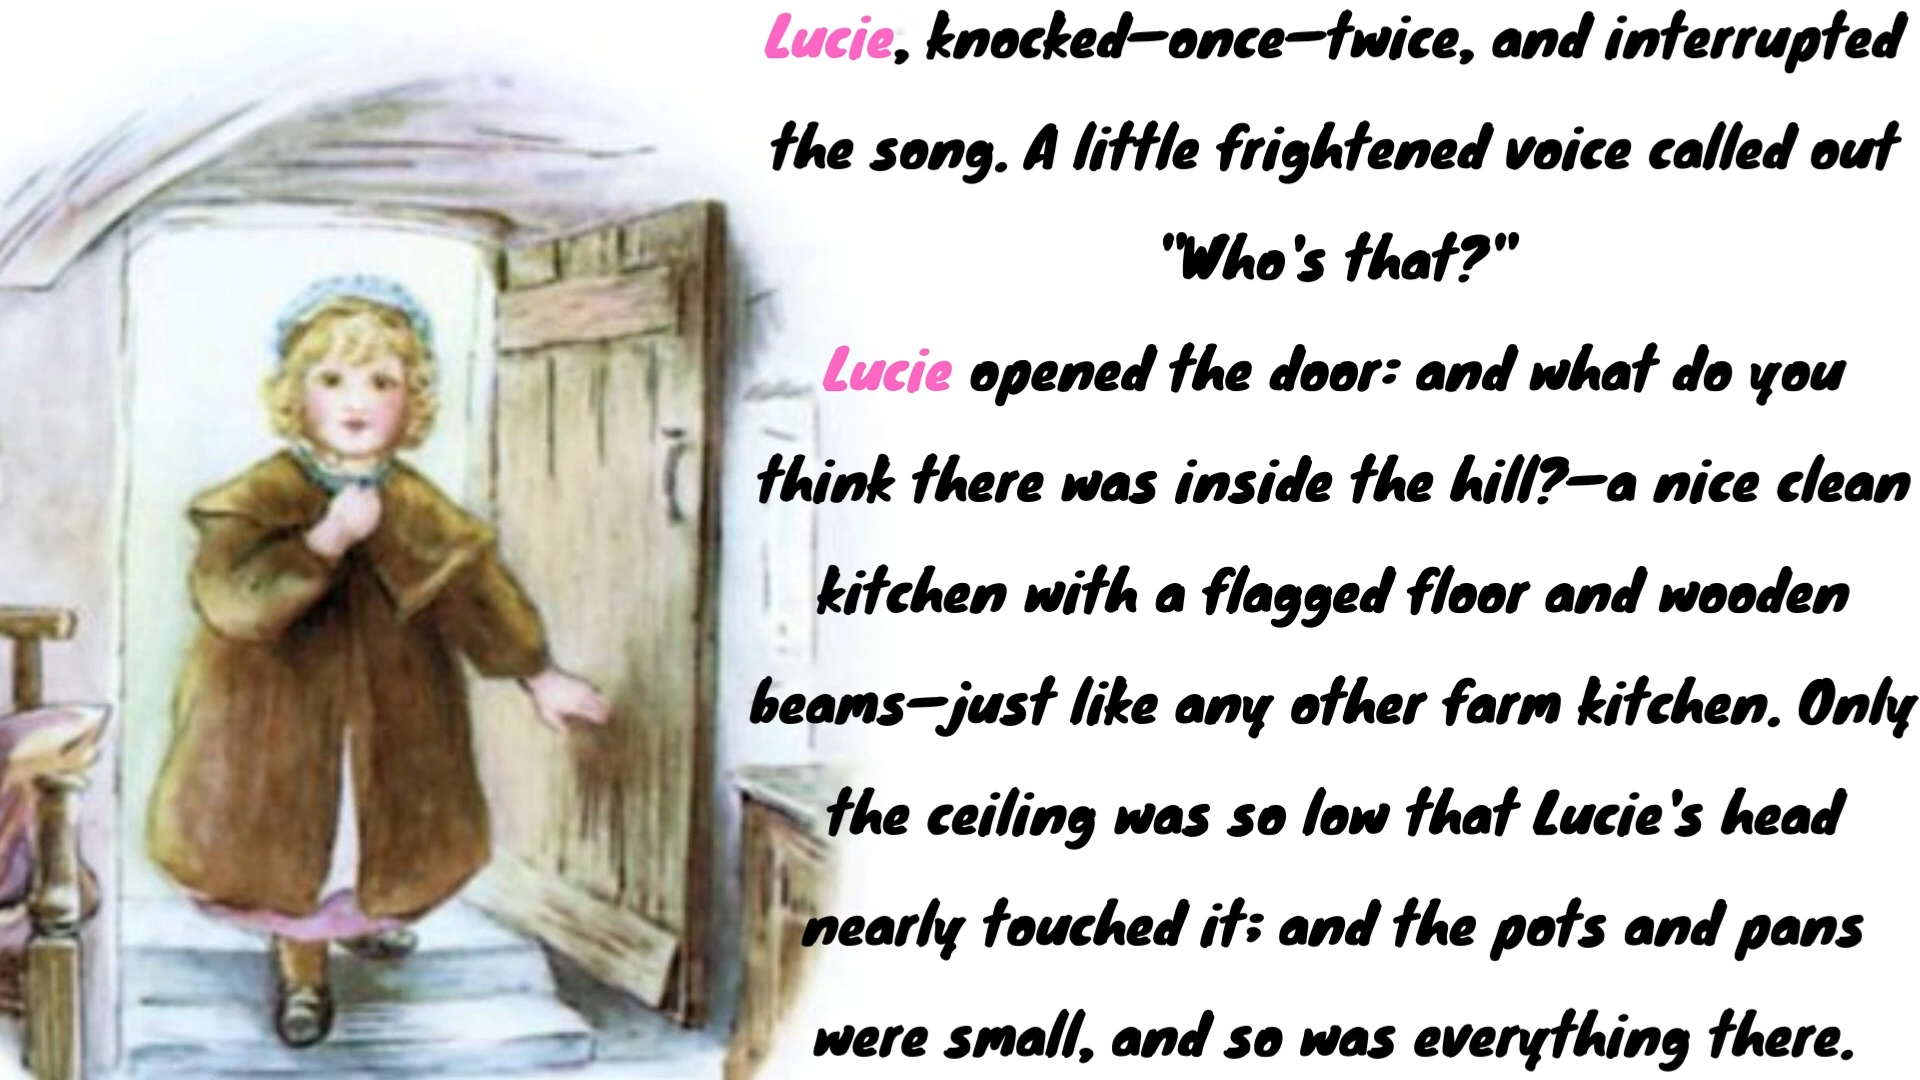 Lucie, knocked—once—twice, and interrupted
the song. A little frightened voice called out
"Who's that?"
Lucie opened the door: and what do you
think there was inside the hill?—a nice clean
kitchen with a flagged floor and wooden
beams—just like any other farm kitchen. Only
the ceiling was so low that Lucie's head
nearly touched it; and the pots and pans
were small, and so was everything there.